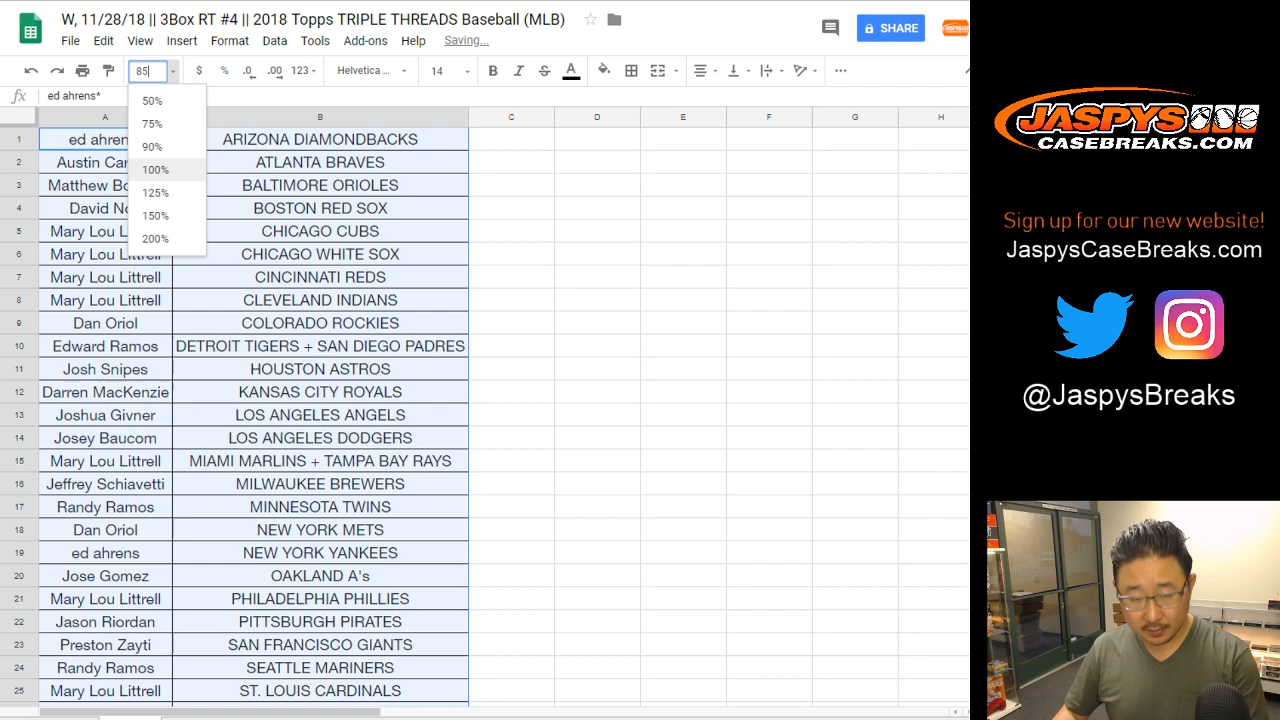 W, 11/28/18 || 3Box RT #4 || 2018 Topps TRIPLE THREADS Baseball (MLB)
File Edit View Insert Format Data Tools Add-ons Help Saving...
SHARE
85 $ % .0 .00 123 Helvetica ... 14 B I S A
fx ed ahrens*
50%
75%
90%
100%
125%
150%
200%
A B C D E F G H
1 ed ahren ARIZONA DIAMONDBACKS
2 Austin Car ATLANTA BRAVES
3 Matthew Bo BALTIMORE ORIOLES
4 David No BOSTON RED SOX
5 Mary Lou L CHICAGO CUBS
6 Mary Lou Littrell CHICAGO WHITE SOX
7 Mary Lou Littrell CINCINNATI REDS
8 Mary Lou Littrell CLEVELAND INDIANS
9 Dan Oriol COLORADO ROCKIES
10 Edward Ramos DETROIT TIGERS + SAN DIEGO PADRES
11 Josh Snipes HOUSTON ASTROS
12 Darren MacKenzie KANSAS CITY ROYALS
13 Joshua Givner LOS ANGELES ANGELS
14 Josey Baucom LOS ANGELES DODGERS
15 Mary Lou Littrell MIAMI MARLINS + TAMPA BAY RAYS
16 Jeffrey Schiavetti MILWAUKEE BREWERS
17 Randy Ramos MINNESOTA TWINS
18 Dan Oriol NEW YORK METS
19 ed ahrens NEW YORK YANKEES
20 Jose Gomez OAKLAND A's
21 Mary Lou Littrell PHILADELPHIA PHILLIES
22 Jason Riordan PITTSBURGH PIRATES
23 Preston Zayti SAN FRANCISCO GIANTS
24 Randy Ramos SEATTLE MARINERS
25 Mary Lou Littrell ST. LOUIS CARDINALS
JASPYS
CASEBREAKS.COM
Sign up for our new website!
JaspysCaseBreaks.com
@JaspysBreaks